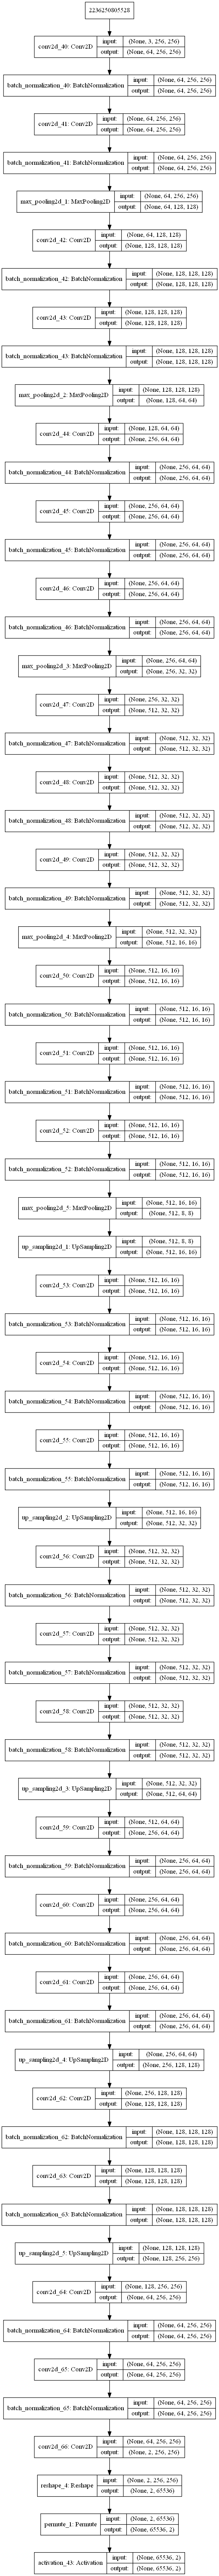 2236250805528
conv2d_40: Conv2D
input: (None, 3, 256, 256)
output: (None, 64, 256, 256)
batch_normalization_40: BatchNormalization
input: (None, 64, 256, 256)
output: (None, 64, 256, 256)
conv2d_41: Conv2D
input: (None, 64, 256, 256)
output: (None, 64, 256, 256)
batch_normalization_41: BatchNormalization
input: (None, 64, 256, 256)
output: (None, 64, 256, 256)
max_pooling2d_1: MaxPooling2D
input: (None, 64, 256, 256)
output: (None, 64, 128, 128)
conv2d_42: Conv2D
input: (None, 64, 128, 128)
output: (None, 128, 128, 128)
batch_normalization_42: BatchNormalization
input: (None, 128, 128, 128)
output: (None, 128, 128, 128)
conv2d_43: Conv2D
input: (None, 128, 128, 128)
output: (None, 128, 128, 128)
batch_normalization_43: BatchNormalization
input: (None, 128, 128, 128)
output: (None, 128, 128, 128)
max_pooling2d_2: MaxPooling2D
input: (None, 128, 128, 128)
output: (None, 128, 64, 64)
conv2d_44: Conv2D
input: (None, 128, 64, 64)
output: (None, 256, 64, 64)
batch_normalization_44: BatchNormalization
input: (None, 256, 64, 64)
output: (None, 256, 64, 64)
conv2d_45: Conv2D
input: (None, 256, 64, 64)
output: (None, 256, 64, 64)
batch_normalization_45: BatchNormalization
input: (None, 256, 64, 64)
output: (None, 256, 64, 64)
conv2d_46: Conv2D
input: (None, 256, 64, 64)
output: (None, 256, 64, 64)
batch_normalization_46: BatchNormalization
input: (None, 256, 64, 64)
output: (None, 256, 64, 64)
max_pooling2d_3: MaxPooling2D
input: (None, 256, 64, 64)
output: (None, 256, 32, 32)
conv2d_47: Conv2D
input: (None, 256, 32, 32)
output: (None, 512, 32, 32)
batch_normalization_47: BatchNormalization
input: (None, 512, 32, 32)
output: (None, 512, 32, 32)
conv2d_48: Conv2D
input: (None, 512, 32, 32)
output: (None, 512, 32, 32)
batch_normalization_48: BatchNormalization
input: (None, 512, 32, 32)
output: (None, 512, 32, 32)
conv2d_49: Conv2D
input: (None, 512, 32, 32)
output: (None, 512, 32, 32)
batch_normalization_49: BatchNormalization
input: (None, 512, 32, 32)
output: (None, 512, 32, 32)
max_pooling2d_4: MaxPooling2D
input: (None, 512, 32, 32)
output: (None, 512, 16, 16)
conv2d_50: Conv2D
input: (None, 512, 16, 16)
output: (None, 512, 16, 16)
batch_normalization_50: BatchNormalization
input: (None, 512, 16, 16)
output: (None, 512, 16, 16)
conv2d_51: Conv2D
input: (None, 512, 16, 16)
output: (None, 512, 16, 16)
batch_normalization_51: BatchNormalization
input: (None, 512, 16, 16)
output: (None, 512, 16, 16)
conv2d_52: Conv2D
input: (None, 512, 16, 16)
output: (None, 512, 16, 16)
batch_normalization_52: BatchNormalization
input: (None, 512, 16, 16)
output: (None, 512, 16, 16)
max_pooling2d_5: MaxPooling2D
input: (None, 512, 16, 16)
output: (None, 512, 8, 8)
up_sampling2d_1: UpSampling2D
input: (None, 512, 8, 8)
output: (None, 512, 16, 16)
conv2d_53: Conv2D
input: (None, 512, 16, 16)
output: (None, 512, 16, 16)
batch_normalization_53: BatchNormalization
input: (None, 512, 16, 16)
output: (None, 512, 16, 16)
conv2d_54: Conv2D
input: (None, 512, 16, 16)
output: (None, 512, 16, 16)
batch_normalization_54: BatchNormalization
input: (None, 512, 16, 16)
output: (None, 512, 16, 16)
conv2d_55: Conv2D
input: (None, 512, 16, 16)
output: (None, 512, 16, 16)
batch_normalization_55: BatchNormalization
input: (None, 512, 16, 16)
output: (None, 512, 16, 16)
up_sampling2d_2: UpSampling2D
input: (None, 512, 16, 16)
output: (None, 512, 32, 32)
conv2d_56: Conv2D
input: (None, 512, 32, 32)
output: (None, 512, 32, 32)
batch_normalization_56: BatchNormalization
input: (None, 512, 32, 32)
output: (None, 512, 32, 32)
conv2d_57: Conv2D
input: (None, 512, 32, 32)
output: (None, 512, 32, 32)
batch_normalization_57: BatchNormalization
input: (None, 512, 32, 32)
output: (None, 512, 32, 32)
conv2d_58: Conv2D
input: (None, 512, 32, 32)
output: (None, 512, 32, 32)
batch_normalization_58: BatchNormalization
input: (None, 512, 32, 32)
output: (None, 512, 32, 32)
up_sampling2d_3: UpSampling2D
input: (None, 512, 32, 32)
output: (None, 512, 64, 64)
conv2d_59: Conv2D
input: (None, 512, 64, 64)
output: (None, 256, 64, 64)
batch_normalization_59: BatchNormalization
input: (None, 256, 64, 64)
output: (None, 256, 64, 64)
conv2d_60: Conv2D
input: (None, 256, 64, 64)
output: (None, 256, 64, 64)
batch_normalization_60: BatchNormalization
input: (None, 256, 64, 64)
output: (None, 256, 64, 64)
conv2d_61: Conv2D
input: (None, 256, 64, 64)
output: (None, 256, 64, 64)
batch_normalization_61: BatchNormalization
input: (None, 256, 64, 64)
output: (None, 256, 64, 64)
up_sampling2d_4: UpSampling2D
input: (None, 256, 64, 64)
output: (None, 256, 128, 128)
conv2d_62: Conv2D
input: (None, 256, 128, 128)
output: (None, 128, 128, 128)
batch_normalization_62: BatchNormalization
input: (None, 128, 128, 128)
output: (None, 128, 128, 128)
conv2d_63: Conv2D
input: (None, 128, 128, 128)
output: (None, 128, 128, 128)
batch_normalization_63: BatchNormalization
input: (None, 128, 128, 128)
output: (None, 128, 128, 128)
up_sampling2d_5: UpSampling2D
input: (None, 128, 128, 128)
output: (None, 128, 256, 256)
conv2d_64: Conv2D
input: (None, 128, 256, 256)
output: (None, 64, 256, 256)
batch_normalization_64: BatchNormalization
input: (None, 64, 256, 256)
output: (None, 64, 256, 256)
conv2d_65: Conv2D
input: (None, 64, 256, 256)
output: (None, 64, 256, 256)
batch_normalization_65: BatchNormalization
input: (None, 64, 256, 256)
output: (None, 64, 256, 256)
conv2d_66: Conv2D
input: (None, 64, 256, 256)
output: (None, 2, 256, 256)
reshape_4: Reshape
input: (None, 2, 256, 256)
output: (None, 2, 65536)
permute_1: Permute
input: (None, 2, 65536)
output: (None, 65536, 2)
activation_43: Activation
input: (None, 65536, 2)
output: (None, 65536, 2)